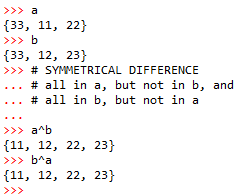 >>> a
{33, 11, 22}
>>> b
{33, 12, 23}
>>> # SYMMETRICAL DIFFERENCE
... # all in a, but not in b, and
... # all in b, but not in a
...
>>> a^b
{11, 12, 22, 23}
>>> b^a
{11, 12, 22, 23}
>>>